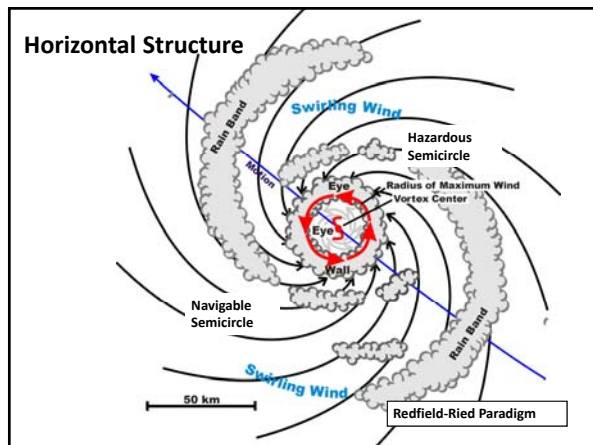 Horizontal Structure
Swirling Wind
Rain Band
Hazardous
Semicircle
Motion
Eye
Radius of Maximum Wind
Vortex Center
Eye
Wall
Navigable
Semicircle
Rain Band
Swirling Wind
50 km
Redfield-Ried Paradigm